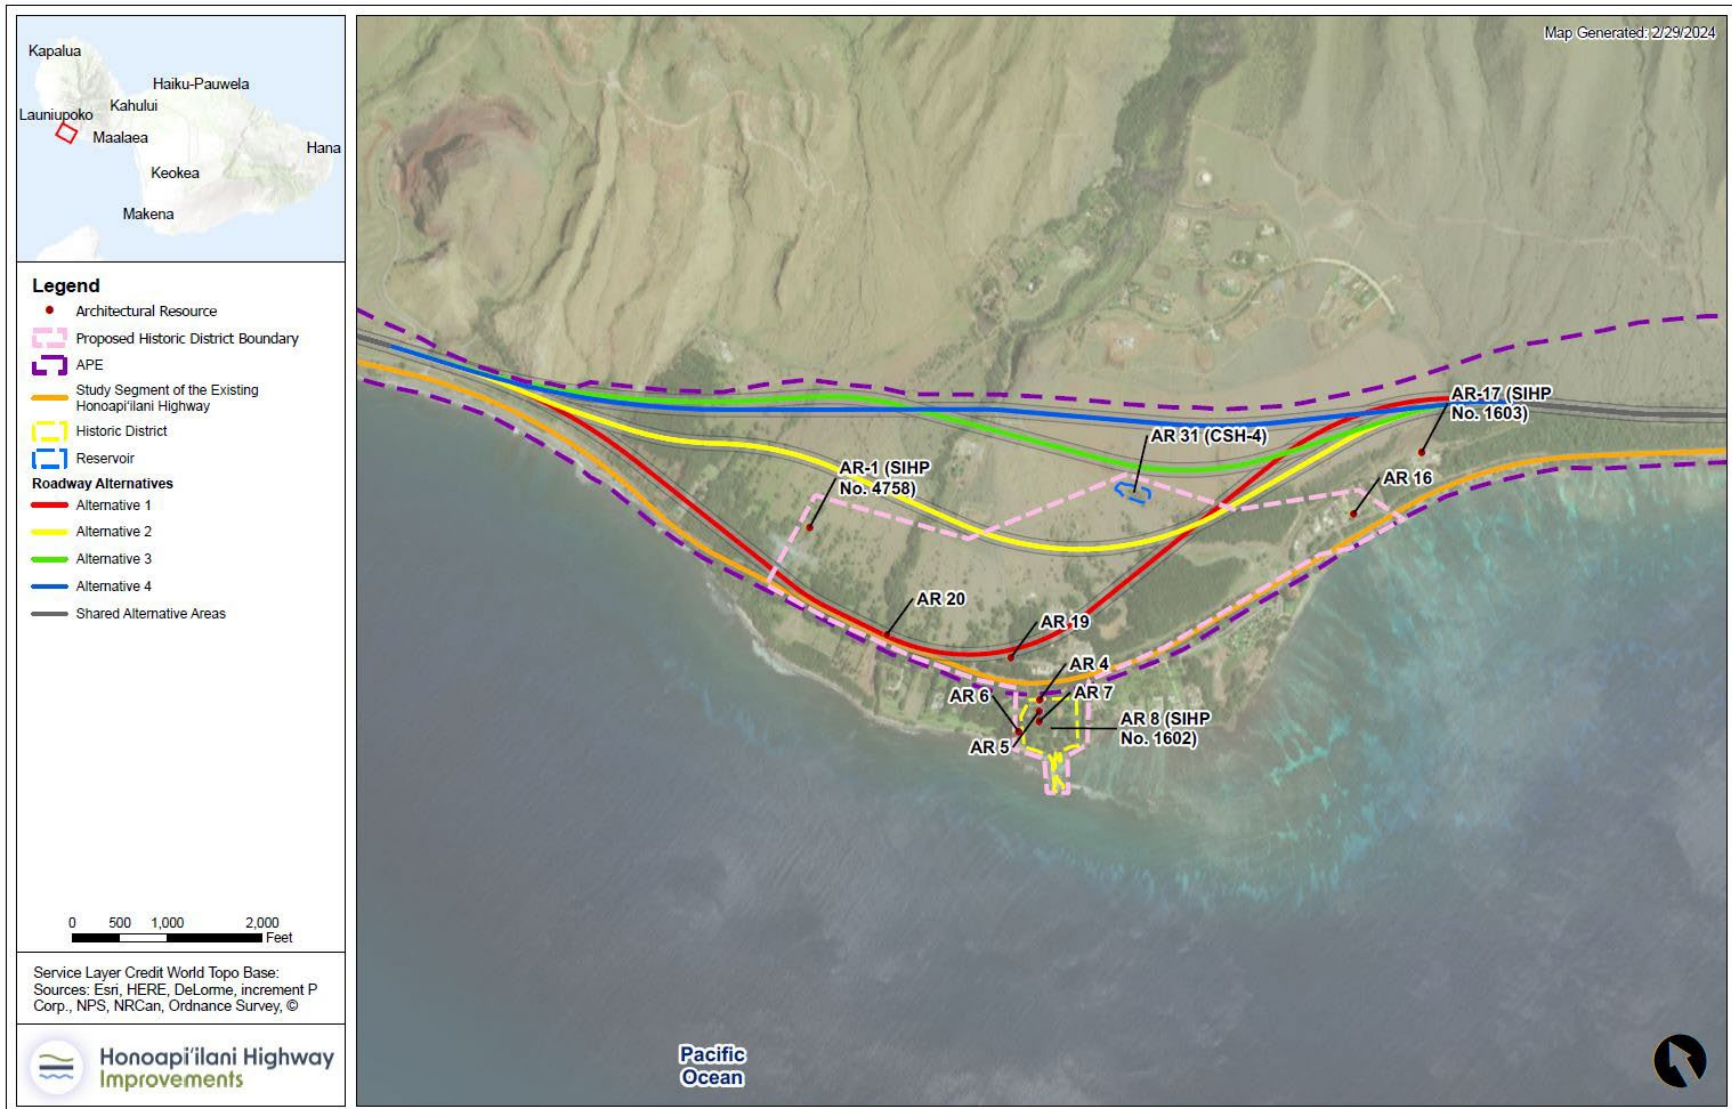 Kapalua
Haiku-Pauwela
Kahului
Launiupoko
Maalaea
Hana
Keokea
Makena
Legend
Architectural Resource
Proposed Historic District Boundary
APE
Study Segment of the Existing
Honoapiʻilani Highway
Historic District
Reservoir
Roadway Alternatives
Alternative 1
Alternative 2
Alternative 3
Alternative 4
Shared Alternative Areas
0 500 1,000 2,000
Feet
Service Layer Credit World Topo Base:
Sources: Esri, HERE, DeLorme, increment P
Corp., NPS, NRCan, Ordnance Survey, ©
Honoapiʻilani Highway
Improvements
Map Generated: 2/29/2024
AR-17 (SIHP
No. 1603)
AR 31 (CSH-4)
AR-1 (SIHP
No. 4758)
AR 16
AR 20
AR 19
AR 4
AR 6
AR 7
AR 8 (SIHP
No. 1602)
AR 5
Pacific
Ocean